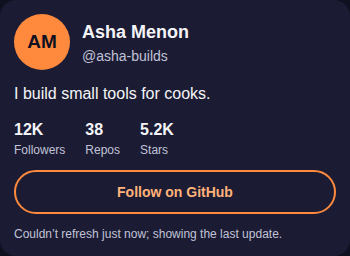 AM
Asha Menon
@asha-builds
I build small tools for cooks.
12K 38 5.2K
Followers Repos Stars
Follow on GitHub
Couldn't refresh just now; showing the last update.